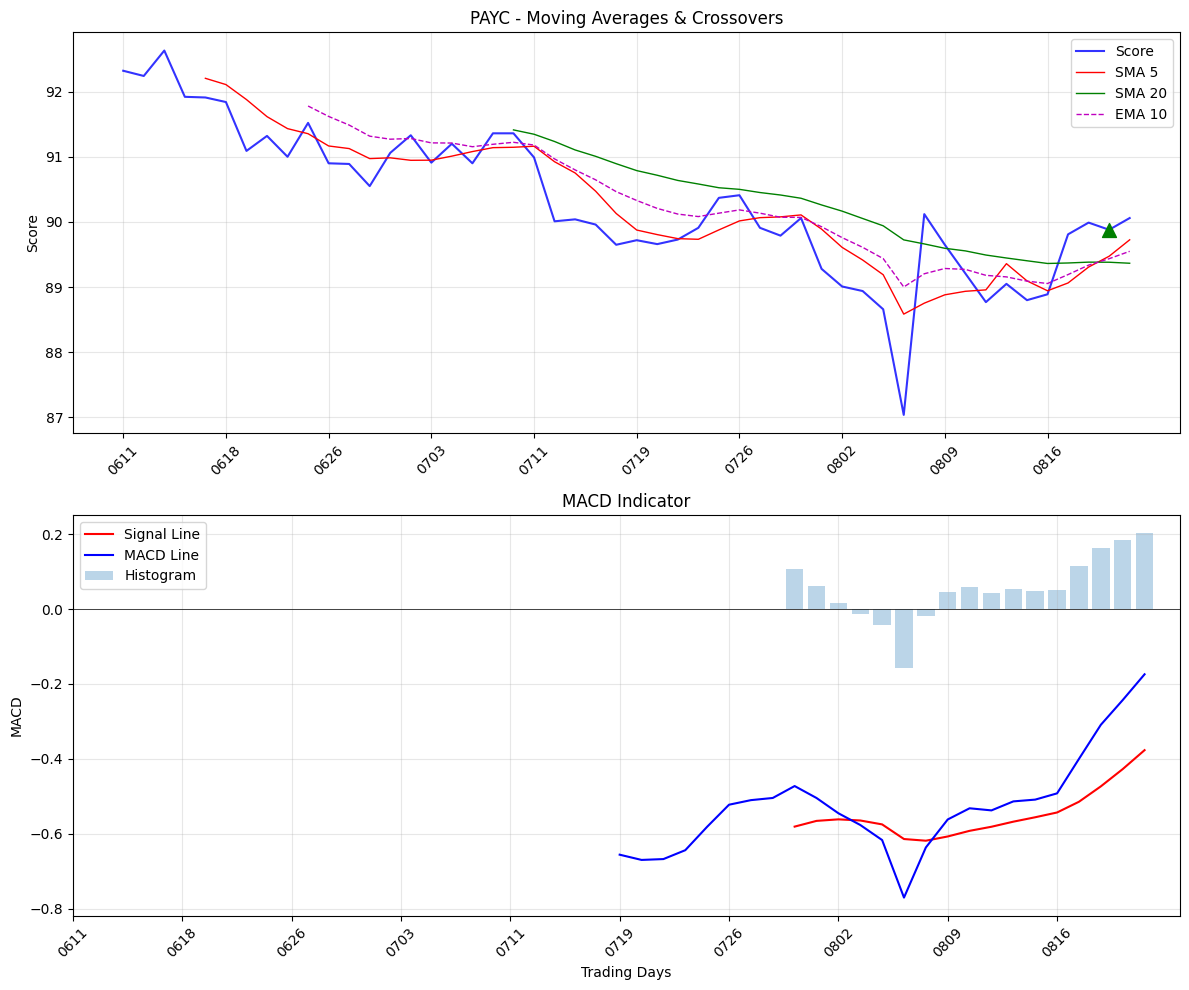 PAYC - Moving Averages & Crossovers
Score
SMA 5
SMA 20
EMA 10
92
91
90
89
88
87
Score
0611
0618
0626
0703
0711
0719
0726
0802
0809
0816
MACD Indicator
Signal Line
MACD Line
Histogram
0.2
0.0
−0.2
−0.4
−0.6
−0.8
MACD
0611
0618
0626
0703
0711
0719
0726
0802
0809
0816
Trading Days